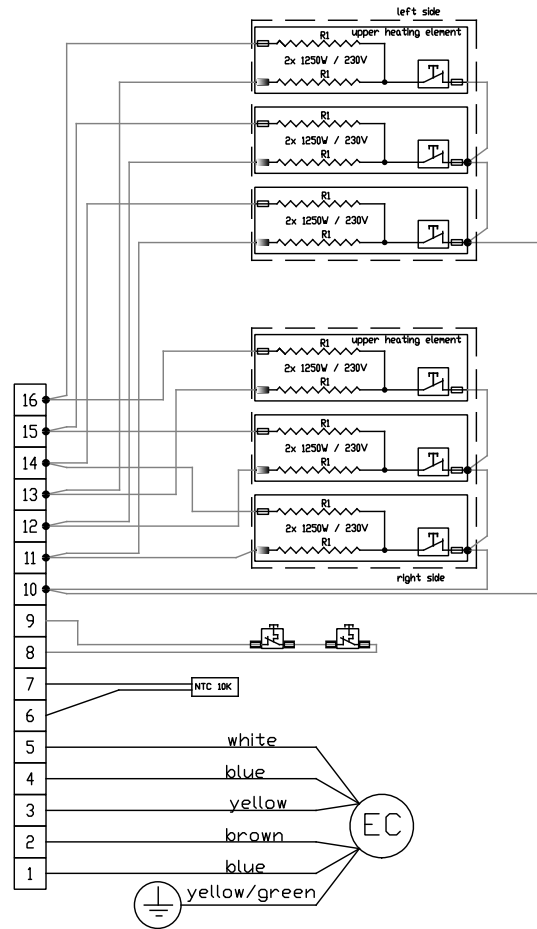 left side
upper heating element
R1
2x 1250W / 230V
R1
R1
2x 1250W / 230V
R1
R1
2x 1250W / 230V
R1
upper heating element
R1
2x 1250W / 230V
R1
R1
2x 1250W / 230V
R1
R1
2x 1250W / 230V
R1
right side
16
15
14
13
12
11
10
9
8
7
NTC 10K
6
5 white
4 blue
3 yellow
EC
2 brown
1 blue
yellow/green